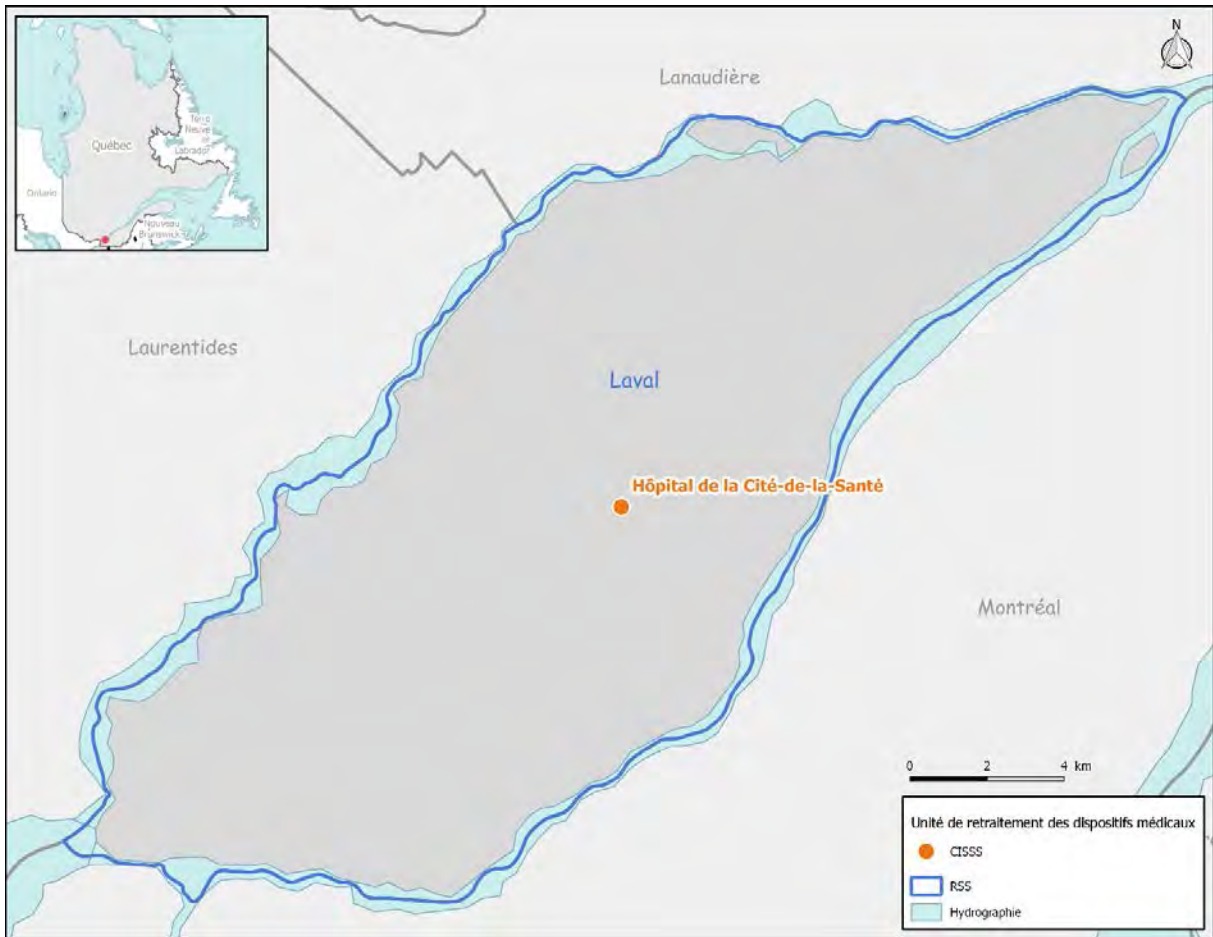 N
Lanaudière
Terre
Neuve
et
Labrador
Québec
Ontario
Nouveau
Brunswick
Laurentides
Laval
Hôpital de la Cité-de-la-Santé
Montréal
0 2 4 km
Unité de retraitement des dispositifs médicaux
CISSS
RSS
Hydrographie